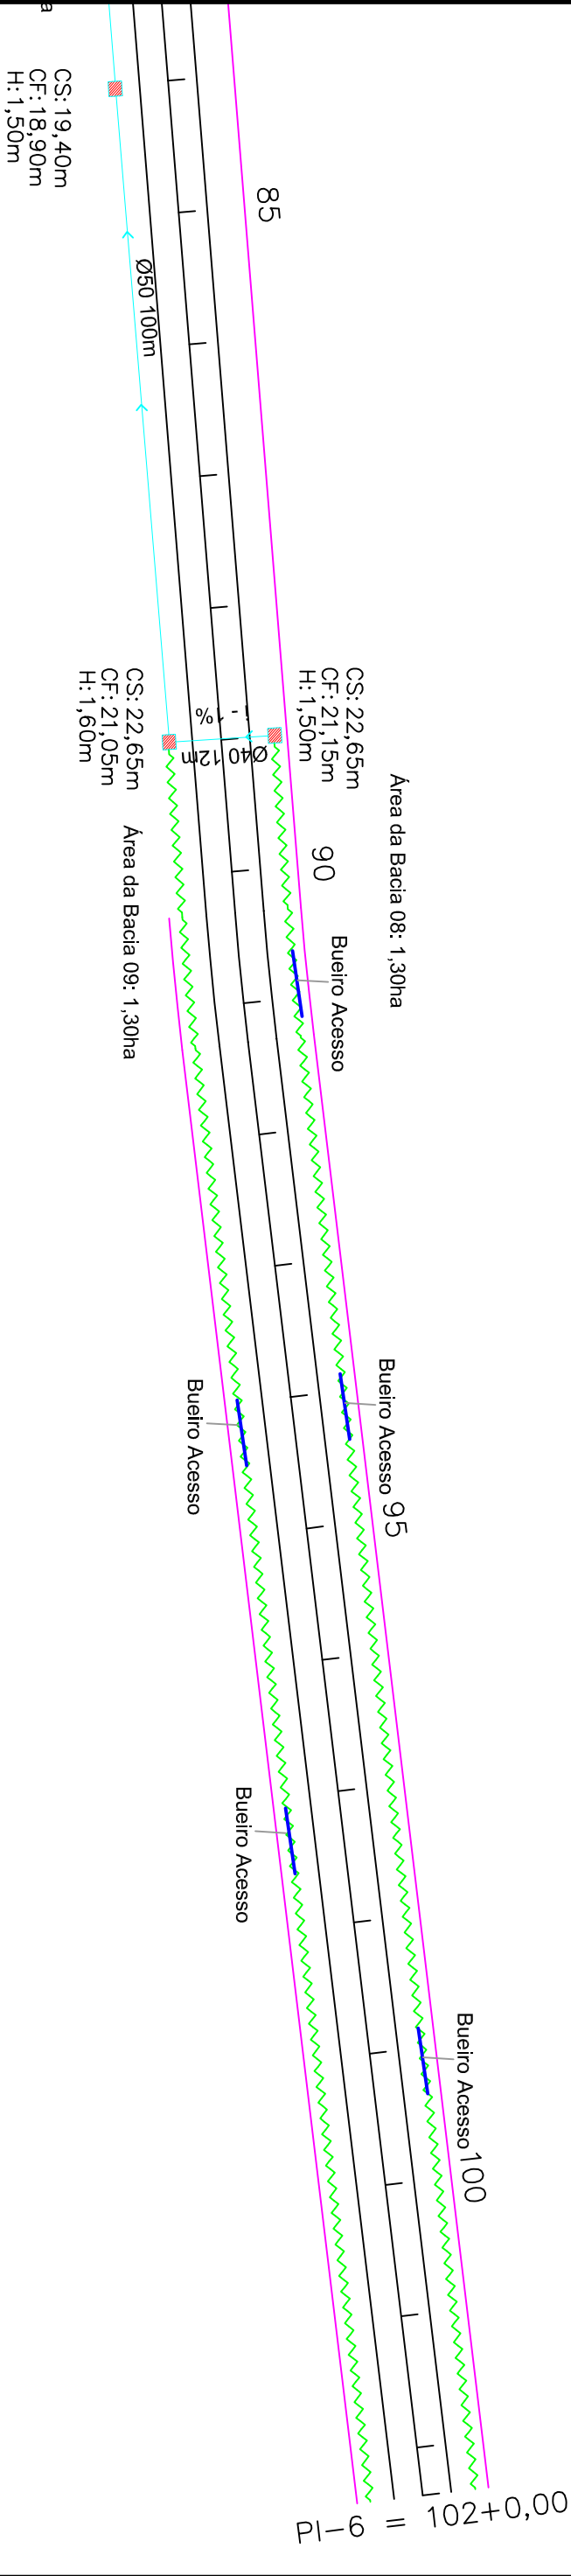 a
CS: 19,40m
CF: 18,90m
H: 1,50m
85
Ø50 100m
CS: 22,65m
CF: 21,15m
H: 1,50m
CS: 22,65m
CF: 21,05m
H: 1,60m
1%
Ø40 12m
Área da Bacia 08: 1,30ha
Área da Bacia 09: 1,30ha
90
Bueiro Acesso
Bueiro Acesso
95
Bueiro Acesso
Bueiro Acesso
Bueiro Acesso
100
PI-6 = 102+0,00